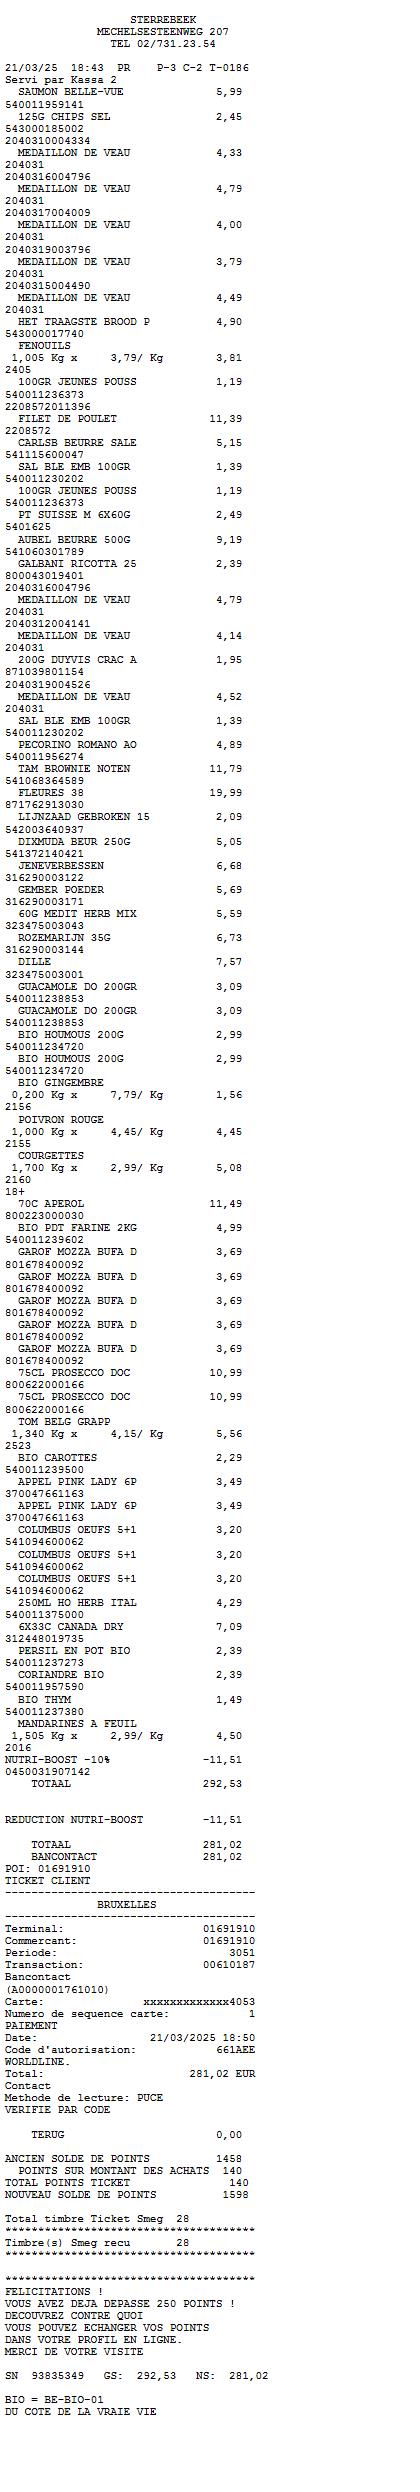 STERREBEEK
MECHELSESTEENWEG 207
TEL 02/731.23.54
21/03/25 18:43 PR P-3 C-2 T-0186
Servi par Kassa 2
SAUMON BELLE-VUE 5,99
540011959141
125G CHIPS SEL 2,45
543000185002
2040310004334
MEDAILLON DE VEAU 4,33
204031
2040316004796
MEDAILLON DE VEAU 4,79
204031
2040317004009
MEDAILLON DE VEAU 4,00
204031
2040319003796
MEDAILLON DE VEAU 3,79
204031
2040315004490
MEDAILLON DE VEAU 4,49
204031
HET TRAAGSTE BROOD P 4,90
543000017740
FENOUILS
1,005 Kg x 3,79/ Kg 3,81
2405
100GR JEUNES POUSS 1,19
540011236373
2208572011396
FILET DE POULET 11,39
2208572
CARLSB BEURRE SALE 5,15
541115600047
SAL BLE EMB 100GR 1,39
540011230202
100GR JEUNES POUSS 1,19
540011236373
PT SUISSE M 6X60G 2,49
5401625
AUBEL BEURRE 500G 9,19
541060301789
GALBANI RICOTTA 25 2,39
800043019401
2040316004796
MEDAILLON DE VEAU 4,79
204031
2040312004141
MEDAILLON DE VEAU 4,14
204031
200G DUYVIS CRAC A 1,95
871039801154
2040319004526
MEDAILLON DE VEAU 4,52
204031
SAL BLE EMB 100GR 1,39
540011230202
PECORINO ROMANO AO 4,89
540011956274
TAM BROWNIE NOTEN 11,79
541068364589
FLEURES 38 19,99
871762913030
LIJNZAAD GEBROKEN 15 2,09
542003640937
DIXMUDA BEUR 250G 5,05
541372140421
JENEVERBESSEN 6,68
316290003122
GEMBER POEDER 5,69
316290003171
60G MEDIT HERB MIX 5,59
323475003043
ROZEMARIJN 35G 6,73
316290003144
DILLE 7,57
323475003001
GUACAMOLE DO 200GR 3,09
540011238853
GUACAMOLE DO 200GR 3,09
540011238853
BIO HOUMOUS 200G 2,99
540011234720
BIO HOUMOUS 200G 2,99
540011234720
BIO GINGEMBRE
0,200 Kg x 7,79/ Kg 1,56
2156
POIVRON ROUGE
1,000 Kg x 4,45/ Kg 4,45
2155
COURGETTES
1,700 Kg x 2,99/ Kg 5,08
2160
18+
70C APEROL 11,49
800223000030
BIO PDT FARINE 2KG 4,99
540011239602
GAROF MOZZA BUFA D 3,69
801678400092
GAROF MOZZA BUFA D 3,69
801678400092
GAROF MOZZA BUFA D 3,69
801678400092
GAROF MOZZA BUFA D 3,69
801678400092
GAROF MOZZA BUFA D 3,69
801678400092
75CL PROSECCO DOC 10,99
800622000166
75CL PROSECCO DOC 10,99
800622000166
TOM BELG GRAPP
1,340 Kg x 4,15/ Kg 5,56
2523
BIO CAROTTES 2,29
540011239500
APPEL PINK LADY 6P 3,49
370047661163
APPEL PINK LADY 6P 3,49
370047661163
COLUMBUS OEUFS 5+1 3,20
541094600062
COLUMBUS OEUFS 5+1 3,20
541094600062
COLUMBUS OEUFS 5+1 3,20
541094600062
250ML HO HERB ITAL 4,29
540011375000
6X33C CANADA DRY 7,09
312448019735
PERSIL EN POT BIO 2,39
540011237273
CORIANDRE BIO 2,39
540011957590
BIO THYM 1,49
540011237380
MANDARINES A FEUIL
1,505 Kg x 2,99/ Kg 4,50
2016
NUTRI-BOOST -10% -11,51
0450031907142
TOTAAL 292,53
REDUCTION NUTRI-BOOST -11,51
TOTAAL 281,02
BANCONTACT 281,02
POI: 01691910
TICKET CLIENT
--------------------------------------
BRUXELLES
--------------------------------------
Terminal: 01691910
Commercant: 01691910
Periode: 3051
Transaction: 00610187
Bancontact
(A0000001761010)
Carte: xxxxxxxxxxxxx4053
Numero de sequence carte: 1
PAIEMENT
Date: 21/03/2025 18:50
Code d'autorisation: 661AEE
WORLDLINE.
Total: 281,02 EUR
Contact
Methode de lecture: PUCE
VERIFIE PAR CODE
TERUG 0,00
ANCIEN SOLDE DE POINTS 1458
POINTS SUR MONTANT DES ACHATS 140
TOTAL POINTS TICKET 140
NOUVEAU SOLDE DE POINTS 1598
Total timbre Ticket Smeg 28
**************************************
Timbre(s) Smeg recu 28
**************************************
**************************************
FELICITATIONS !
VOUS AVEZ DEJA DEPASSE 250 POINTS !
DECOUVREZ CONTRE QUOI
VOUS POUVEZ ECHANGER VOS POINTS
DANS VOTRE PROFIL EN LIGNE.
MERCI DE VOTRE VISITE
SN 93835349 GS: 292,53 NS: 281,02
BIO = BE-BIO-01
DU COTE DE LA VRAIE VIE